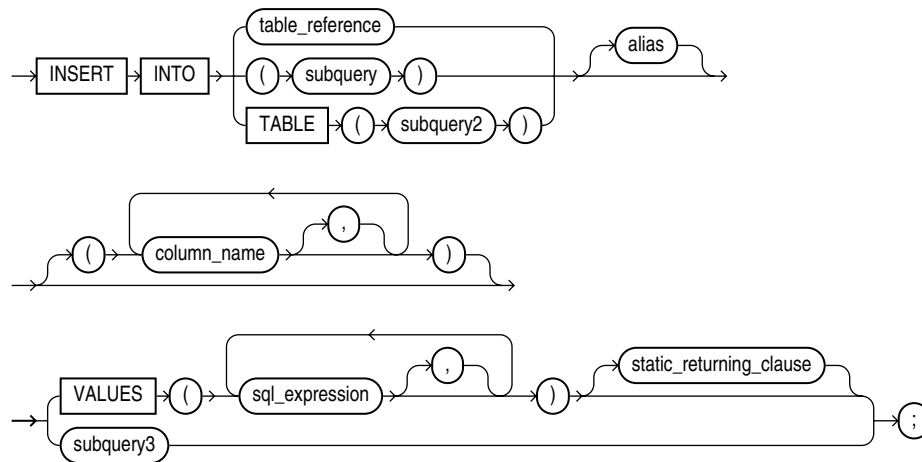 table_reference
alias
INSERT INTO ( subquery )
TABLE ( subquery2 )
,
( column_name )
,
static_returning_clause
VALUES ( sql_expression )
subquery3
;